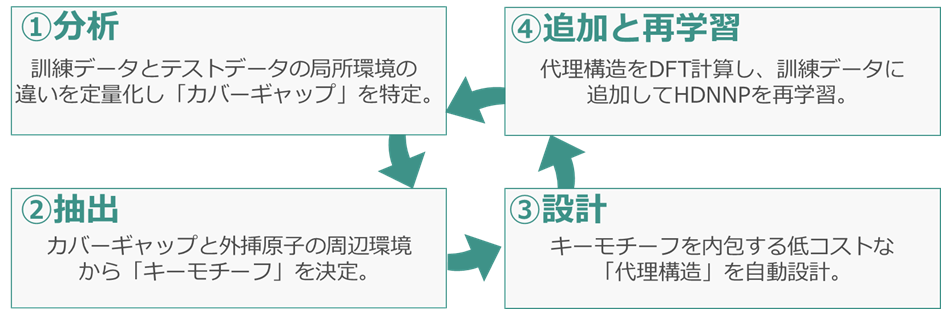 ①分析
訓練データとテストデータの局所環境の
違いを定量化し「カバーギャップ」を特定。
②抽出
カバーギャップと外挿原子の周辺環境
から「キーモチーフ」を決定。
③設計
キーモチーフを内包する低コストな
「代理構造」を自動設計。
④追加と再学習
代理構造をDFT計算し、訓練データに
追加してHDNNPを再学習。